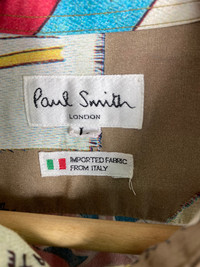 Paul Smith
LONDON
L
IMPORTED FABRIC
FROM ITALY